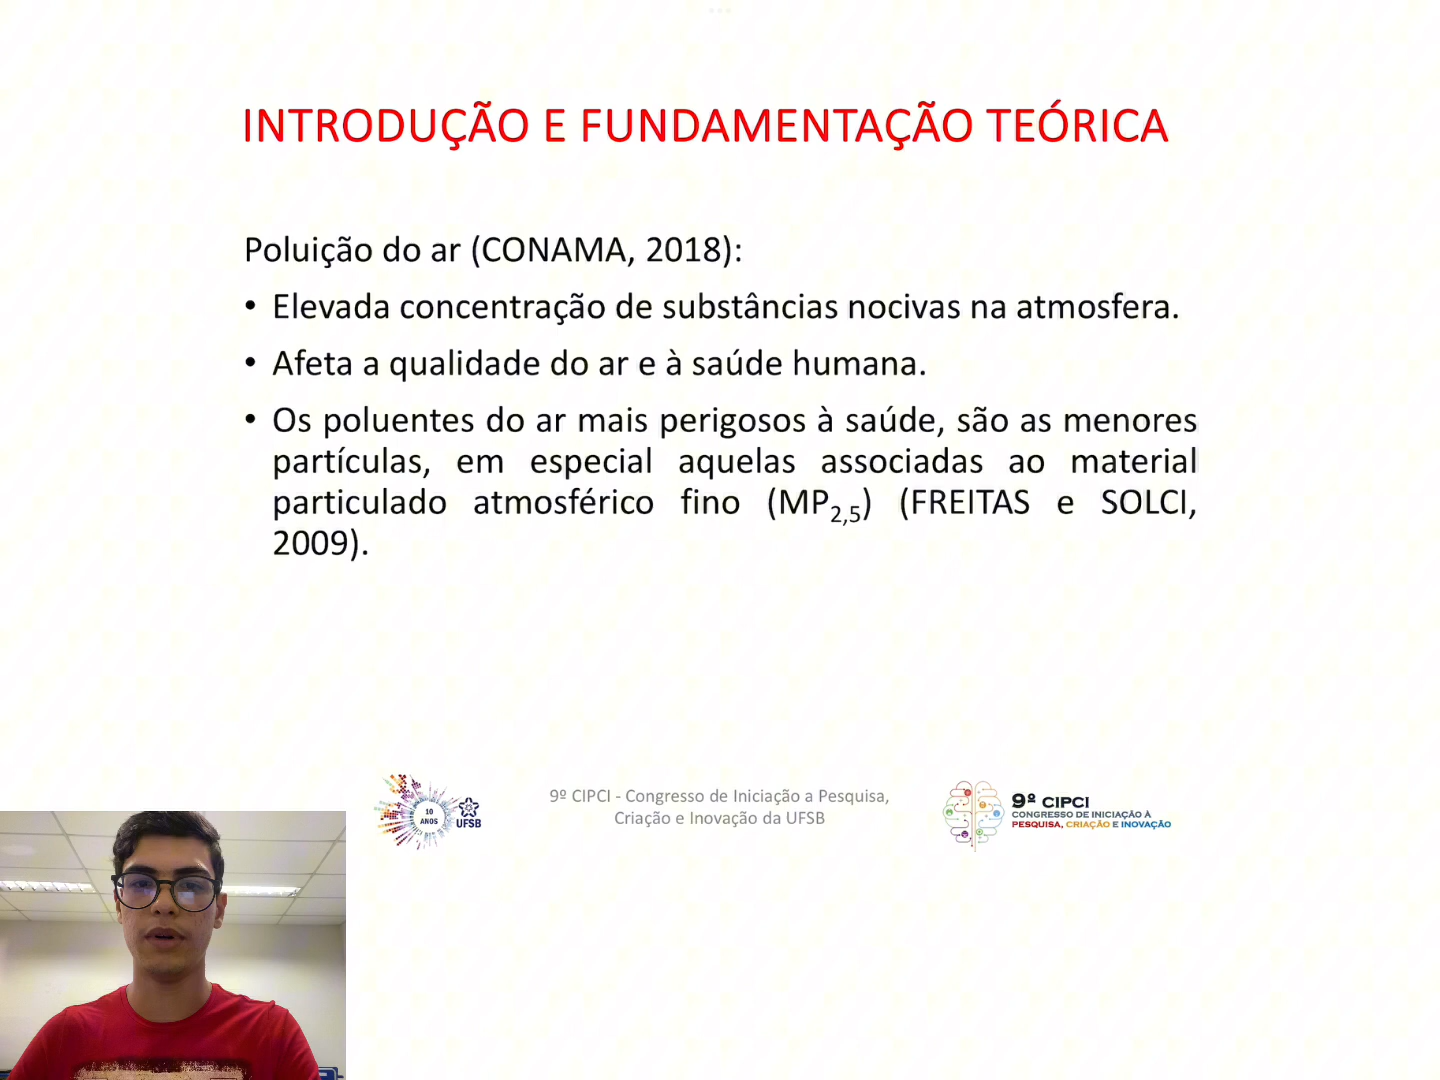 INTRODUÇÃO E FUNDAMENTAÇÃO TEÓRICA
Poluição do ar (CONAMA, 2018):
• Elevada concentração de substâncias nocivas na atmosfera.
• Afeta a qualidade do ar e à saúde humana.
• Os poluentes do ar mais perigosos à saúde, são as menores
partículas, em especial aquelas associadas ao material
particulado atmosférico fino (MP2,5) (FREITAS e SOLCI,
2009).
10
ANOS
UFSB
9º CIPCI - Congresso de Iniciação a Pesquisa,
Criação e Inovação da UFSB
9º CIPCI
CONGRESSO DE INICIAÇÃO À
PESQUISA, CRIAÇÃO E INOVAÇÃO